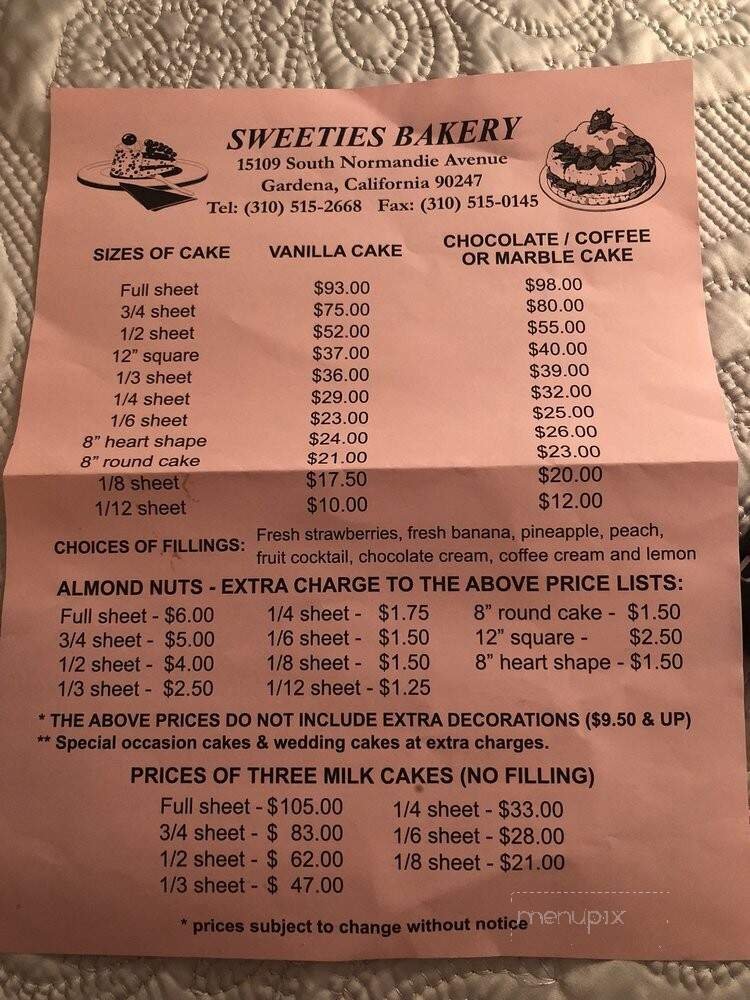 SWEETIES BAKERY
15109 South Normandie Avenue
Gardena, California 90247
Tel: (310) 515-2668 Fax: (310) 515-0145
SIZES OF CAKE VANILLA CAKE CHOCOLATE / COFFEE OR MARBLE CAKE
Full sheet $93.00 $98.00
3/4 sheet $75.00 $80.00
1/2 sheet $52.00 $55.00
12” square $37.00 $40.00
1/3 sheet $36.00 $39.00
1/4 sheet $29.00 $32.00
1/6 sheet $23.00 $25.00
8” heart shape $24.00 $26.00
8” round cake $21.00 $23.00
1/8 sheet $17.50 $20.00
1/12 sheet $10.00 $12.00
CHOICES OF FILLINGS: Fresh strawberries, fresh banana, pineapple, peach,
fruit cocktail, chocolate cream, coffee cream and lemon
ALMOND NUTS - EXTRA CHARGE TO THE ABOVE PRICE LISTS:
Full sheet - $6.00 1/4 sheet - $1.75 8” round cake - $1.50
3/4 sheet - $5.00 1/6 sheet - $1.50 12” square - $2.50
1/2 sheet - $4.00 1/8 sheet - $1.50 8” heart shape - $1.50
1/3 sheet - $2.50 1/12 sheet - $1.25
* THE ABOVE PRICES DO NOT INCLUDE EXTRA DECORATIONS ($9.50 & UP)
** Special occasion cakes & wedding cakes at extra charges.
PRICES OF THREE MILK CAKES (NO FILLING)
Full sheet - $105.00 1/4 sheet - $33.00
3/4 sheet - $ 83.00 1/6 sheet - $28.00
1/2 sheet - $ 62.00 1/8 sheet - $21.00
1/3 sheet - $ 47.00
* prices subject to change without notice
menupix